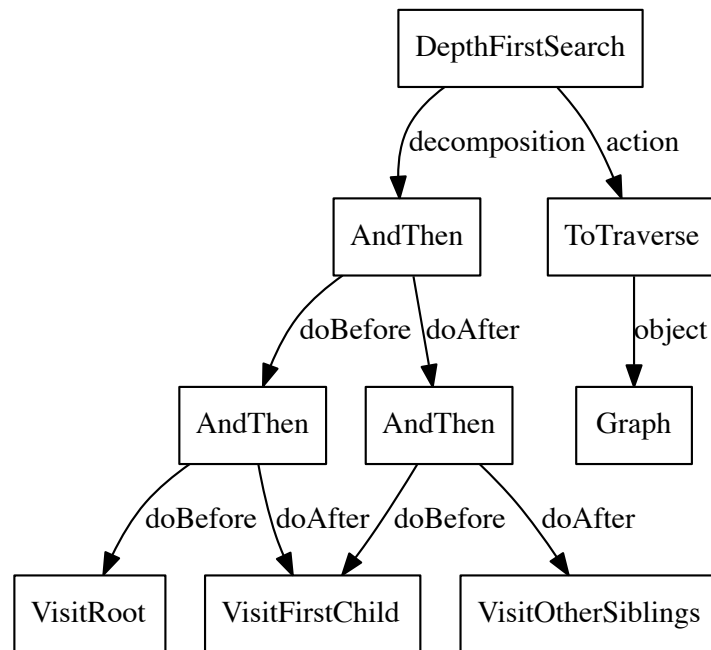 DepthFirstSearch
decomposition
action
AndThen
ToTraverse
doBefore
doAfter
object
AndThen
AndThen
Graph
doBefore
doAfter
doBefore
doAfter
VisitRoot
VisitFirstChild
VisitOtherSiblings